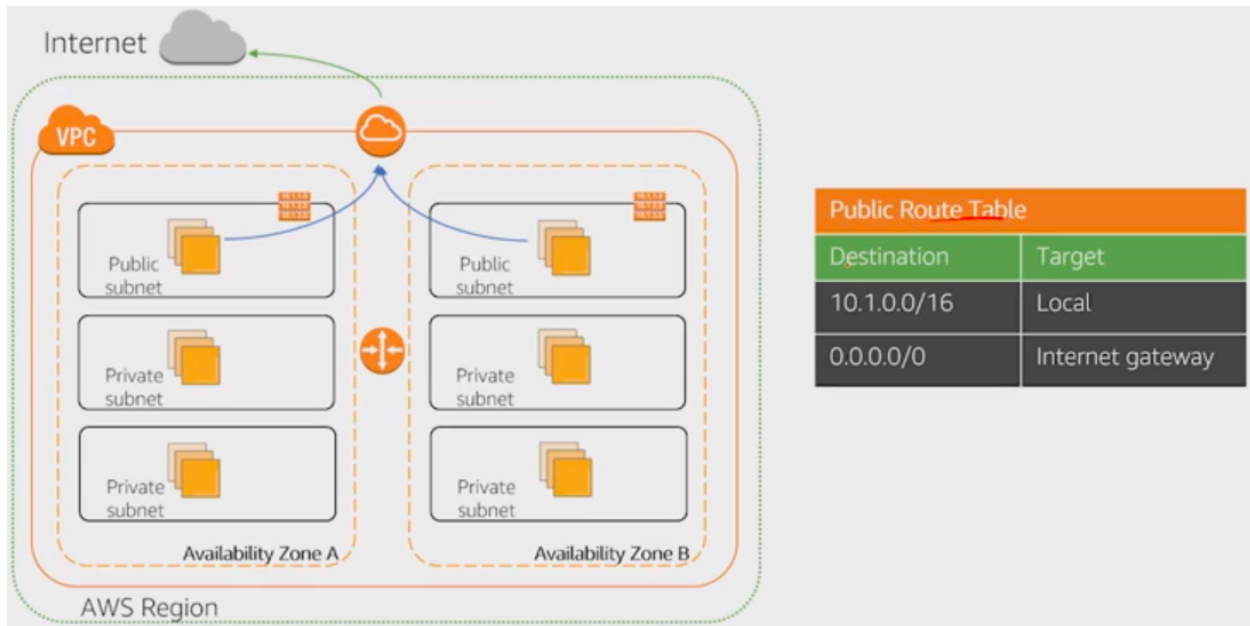 Internet
VPC
Public
subnet
Private
subnet
Private
subnet
Availability Zone A
Public
subnet
Private
subnet
Private
subnet
Availability Zone B
AWS Region
Public Route Table
Destination Target
10.1.0.0/16 Local
0.0.0.0/0 Internet gateway